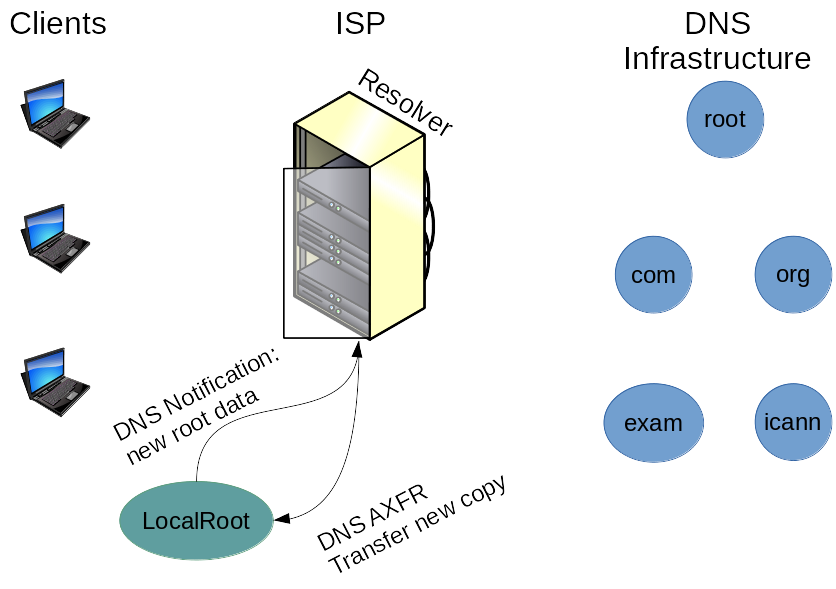 Clients
ISP
DNS
Infrastructure
Resolver
root
com
org
DNS Notification:
new root data
exam
icann
LocalRoot
DNS AXFR
Transfer new copy